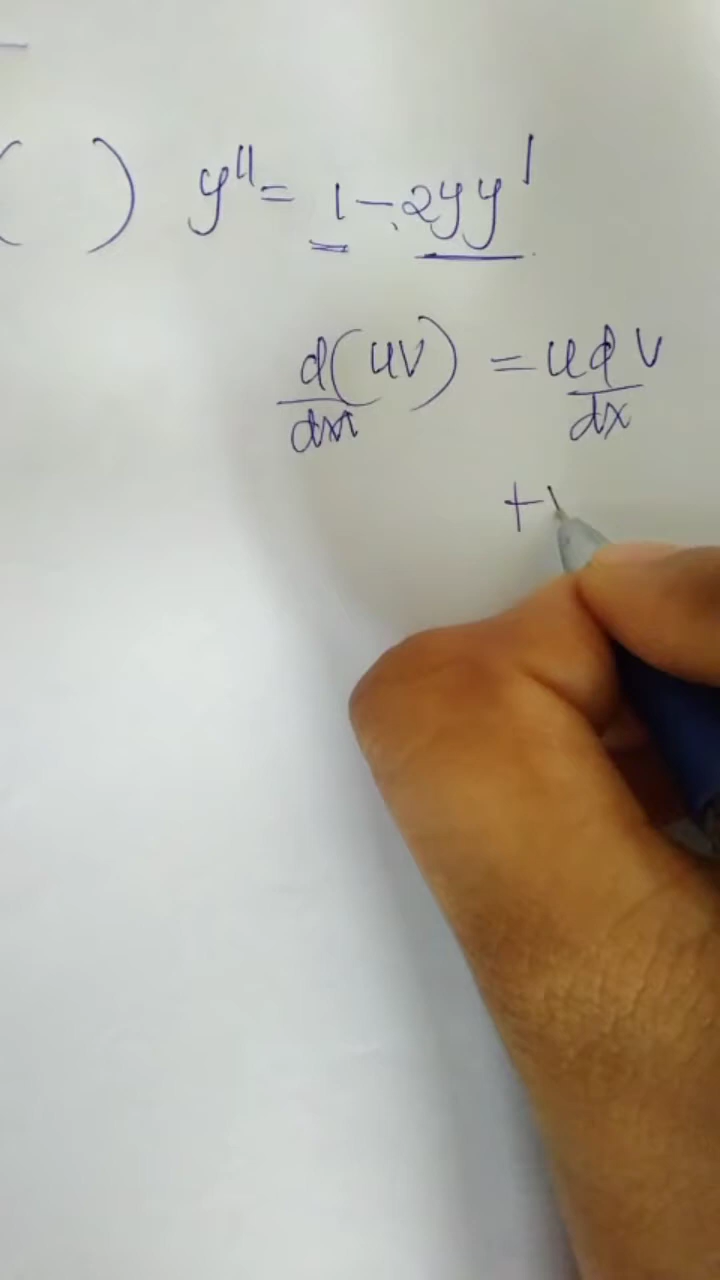 ( ) y" = 1 - 2yy'
d/dx (uv) = u dv/dx
+